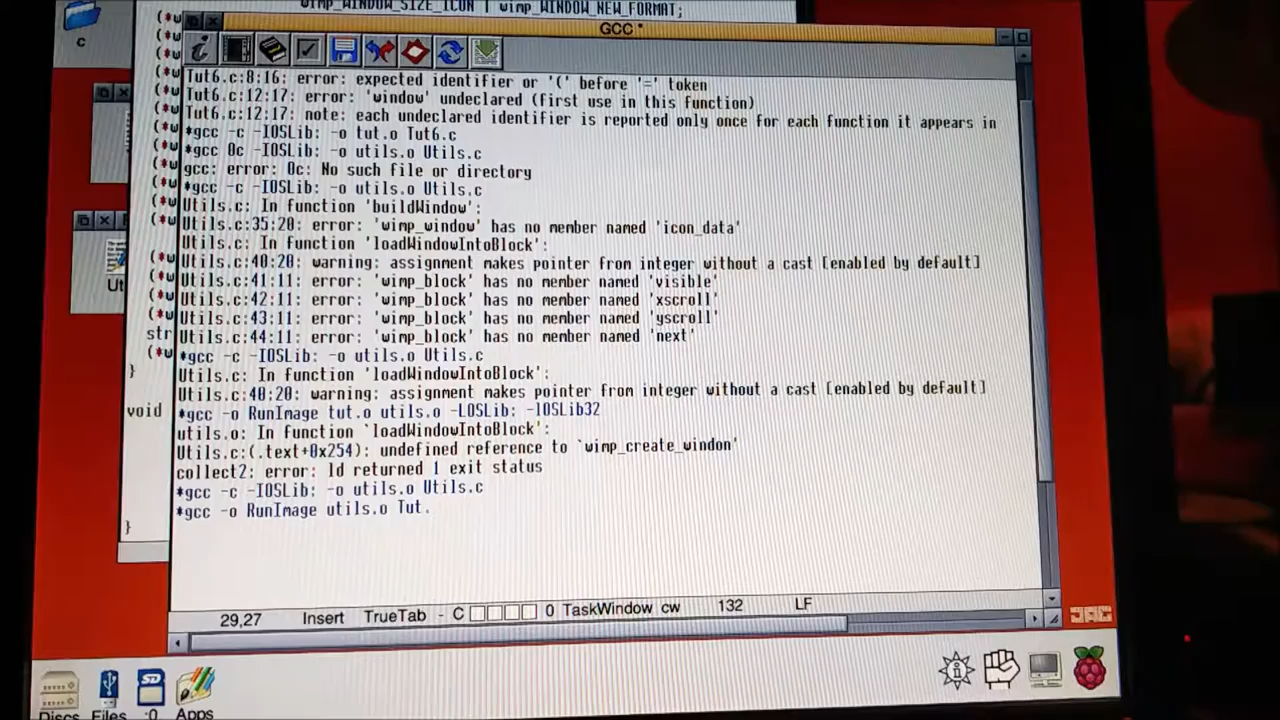 wimp_WINDOW_SIZE_ICON | wimp_WINDOW_NEW_FORMAT;
c
GCC *
Tut6.c:8:16: error: expected identifier or '(' before '=' token
Tut6.c:12:17: error: 'window' undeclared (first use in this function)
Tut6.c:12:17: note: each undeclared identifier is reported only once for each function it appears in
*gcc -c -IOSLib: -o tut.o Tut6.c
*gcc 0c -IOSLib: -o utils.o Utils.c
gcc: error: 0c: No such file or directory
*gcc -c -IOSLib: -o utils.o Utils.c
Utils.c: In function 'buildWindow':
Utils.c:35:20: error: 'wimp_window' has no member named 'icon_data'
Utils.c: In function 'loadWindowIntoBlock':
Utils.c:40:20: warning: assignment makes pointer from integer without a cast [enabled by default]
Utils.c:41:11: error: 'wimp_block' has no member named 'visible'
Utils.c:42:11: error: 'wimp_block' has no member named 'xscroll'
Utils.c:43:11: error: 'wimp_block' has no member named 'yscroll'
Utils.c:44:11: error: 'wimp_block' has no member named 'next'
*gcc -c -IOSLib: -o utils.o Utils.c
Utils.c: In function 'loadWindowIntoBlock':
Utils.c:40:20: warning: assignment makes pointer from integer without a cast [enabled by default]
*gcc -o RunImage tut.o utils.o -LOSLib: -lOSLib32
utils.o: In function `loadWindowIntoBlock':
Utils.c:(.text+0x254): undefined reference to `wimp_create_windon'
collect2: error: ld returned 1 exit status
*gcc -c -IOSLib: -o utils.o Utils.c
*gcc -o RunImage utils.o Tut.
(*w
(*w
(*w
(*w
(*w
(*w
(*w
(*w
(*w
(*w
(*w
(*w
(*w
(*w
str
(*w
}
void
}
Ut
29,27 Insert TrueTab - C 0 TaskWindow cw 132 LF
Discs Files :0 Apps
SD